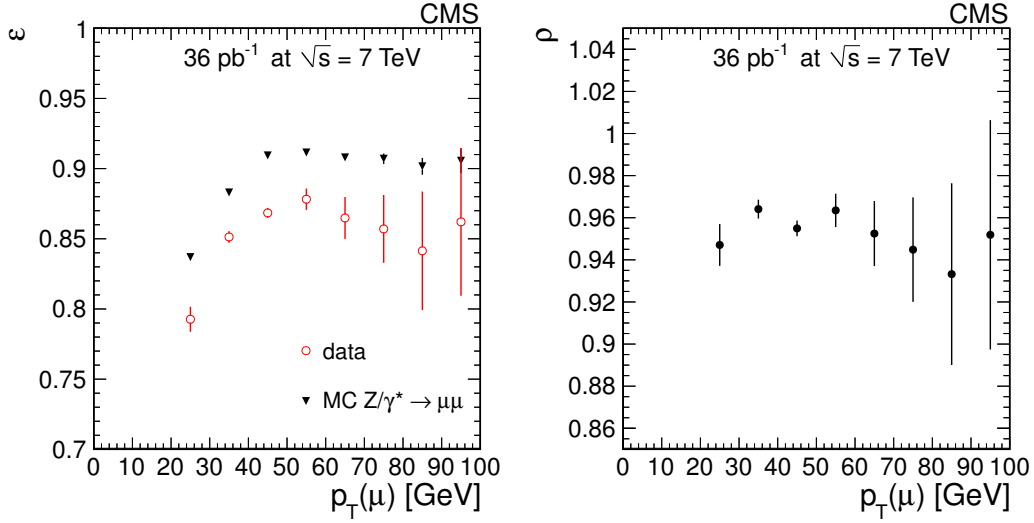 CMS
ε
36 pb⁻¹ at √s = 7 TeV
1
0.95
0.9
0.85
0.8
0.75
0.7
data
MC Z/γ* → μμ
0 10 20 30 40 50 60 70 80 90 100
p_T(μ) [GeV]
CMS
ρ
36 pb⁻¹ at √s = 7 TeV
1.04
1.02
1
0.98
0.96
0.94
0.92
0.9
0.88
0.86
0 10 20 30 40 50 60 70 80 90 100
p_T(μ) [GeV]